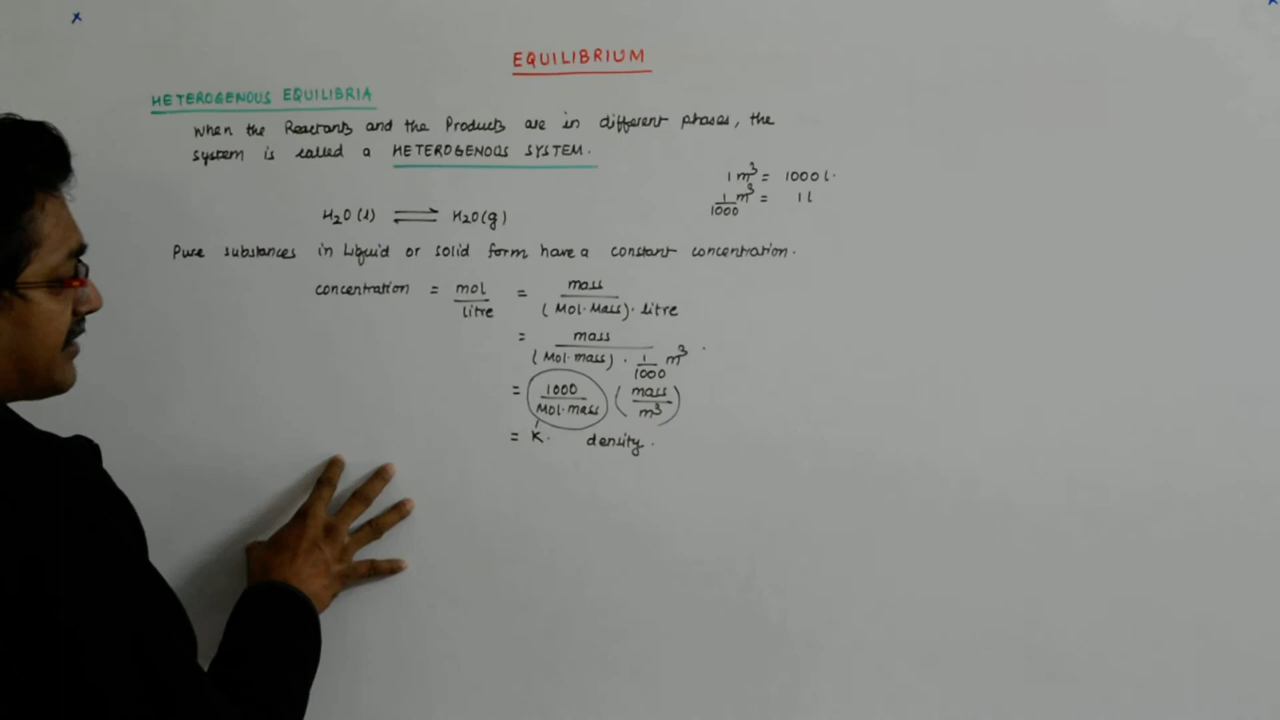 EQUILIBRIUM
HETEROGENOUS EQUILIBRIA
When the Reactants and the Products are in different phases, the
system is called a HETEROGENOUS SYSTEM.
1 m³ = 1000 l.
1/1000 m³ = 1 l
H₂O (l) ⇌ H₂O (g)
Pure substances in Liquid or solid form have a constant concentration.
concentration = mol/litre = mass/(Mol. Mass). litre
= mass/(Mol. mass) . 1/1000 m³
= 1000/Mol. mass (mass/m³)
= K. density.